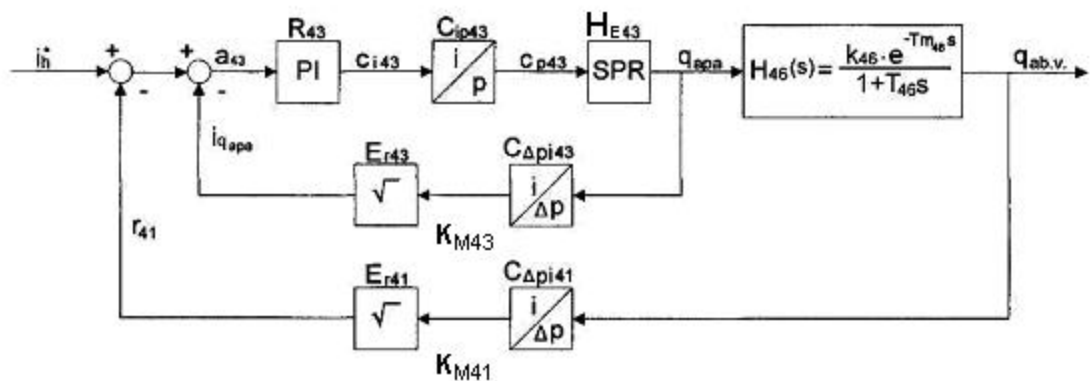 R43 Cip43 HE43
i*h + - + - a43 PI ci43 i/p cp43 SPR qapa H46(s)= k46·e^-Tm46s / 1+T46s qab.v.
iqapa
Er43 CΔpi43
√ i/Δp
KM43
r41
Er41 CΔpi41
√ i/Δp
KM41